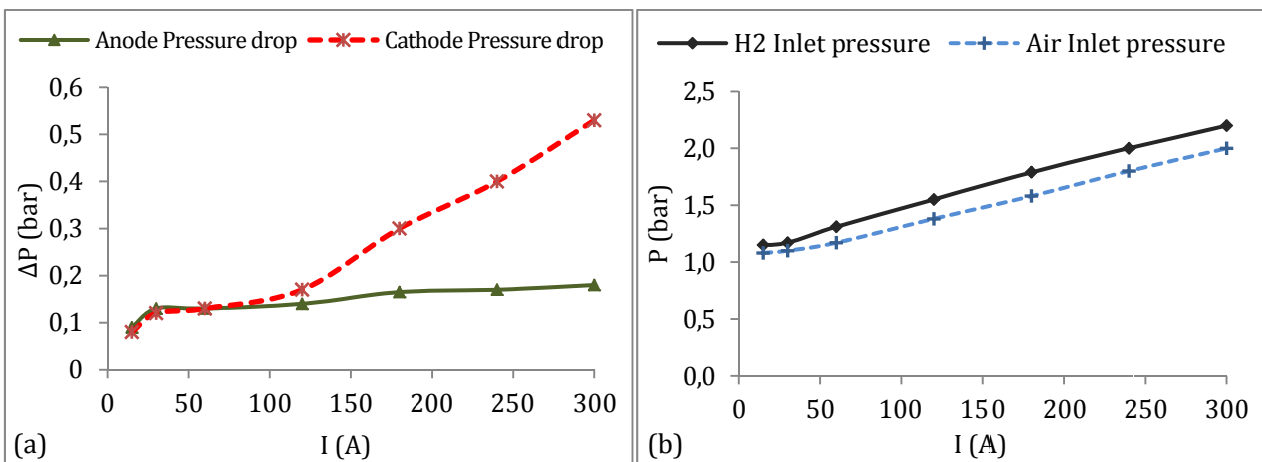 Anode Pressure drop Cathode Pressure drop
0,6
0,5
0,4
0,3
0,2
0,1
0
ΔP (bar)
0 50 100 150 200 250 300
(a) I (A)
H2 Inlet pressure Air Inlet pressure
2,5
2,0
1,5
1,0
0,5
0,0
P (bar)
0 50 100 150 200 250 300
(b) I (A)